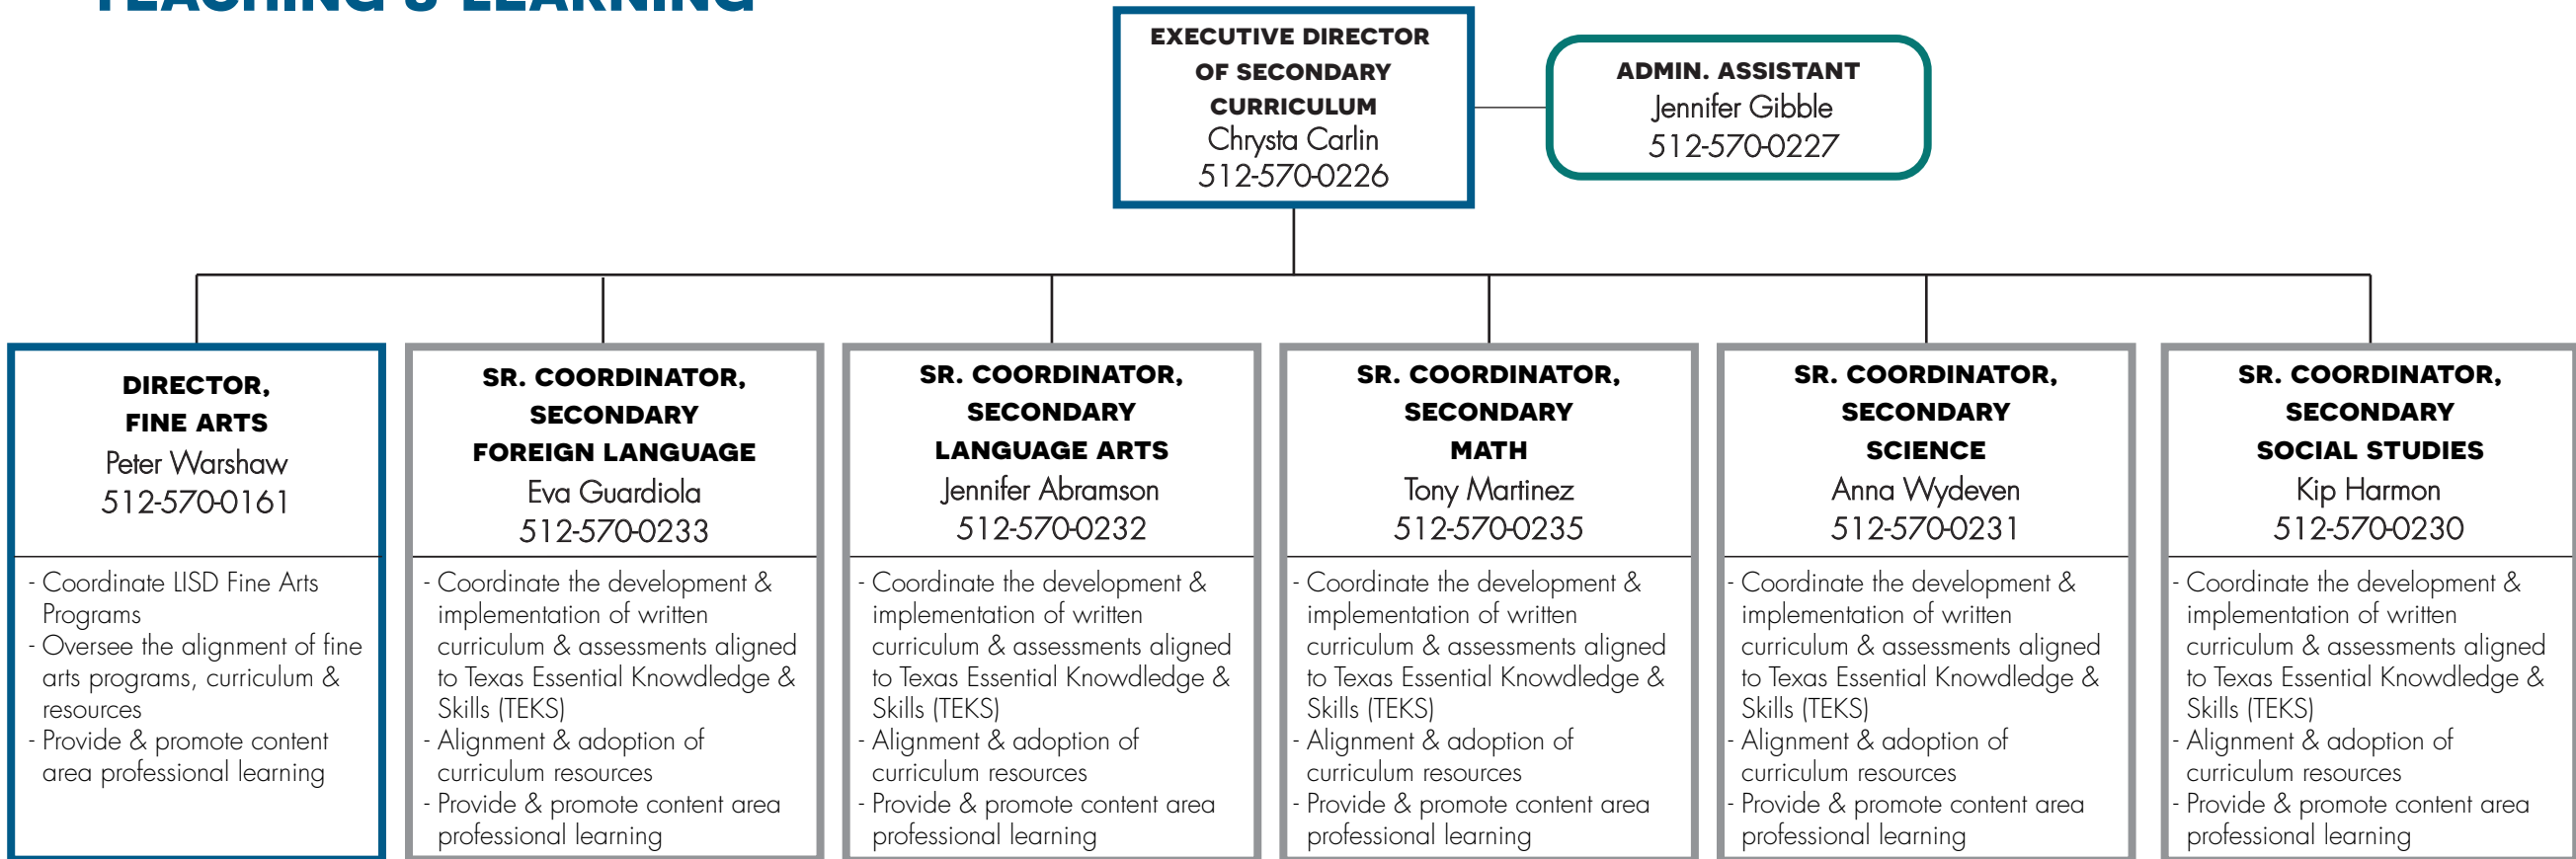 TEACHING & LEARNING
EXECUTIVE DIRECTOR
OF SECONDARY
CURRICULUM
Chrysta Carlin
512-570-0226
ADMIN. ASSISTANT
Jennifer Gibble
512-570-0227
DIRECTOR,
FINE ARTS
Peter Warshaw
512-570-0161
- Coordinate LISD Fine Arts
Programs
- Oversee the alignment of fine
arts programs, curriculum &
resources
- Provide & promote content
area professional learning
SR. COORDINATOR,
SECONDARY
FOREIGN LANGUAGE
Eva Guardiola
512-570-0233
- Coordinate the development &
implementation of written
curriculum & assessments aligned
to Texas Essential Knowdledge &
Skills (TEKS)
- Alignment & adoption of
curriculum resources
- Provide & promote content area
professional learning
SR. COORDINATOR,
SECONDARY
LANGUAGE ARTS
Jennifer Abramson
512-570-0232
- Coordinate the development &
implementation of written
curriculum & assessments aligned
to Texas Essential Knowdledge &
Skills (TEKS)
- Alignment & adoption of
curriculum resources
- Provide & promote content area
professional learning
SR. COORDINATOR,
SECONDARY
MATH
Tony Martinez
512-570-0235
- Coordinate the development &
implementation of written
curriculum & assessments aligned
to Texas Essential Knowdledge &
Skills (TEKS)
- Alignment & adoption of
curriculum resources
- Provide & promote content area
professional learning
SR. COORDINATOR,
SECONDARY
SCIENCE
Anna Wydeven
512-570-0231
- Coordinate the development &
implementation of written
curriculum & assessments aligned
to Texas Essential Knowdledge &
Skills (TEKS)
- Alignment & adoption of
curriculum resources
- Provide & promote content area
professional learning
SR. COORDINATOR,
SECONDARY
SOCIAL STUDIES
Kip Harmon
512-570-0230
- Coordinate the development &
implementation of written
curriculum & assessments aligned
to Texas Essential Knowdledge &
Skills (TEKS)
- Alignment & adoption of
curriculum resources
- Provide & promote content area
professional learning